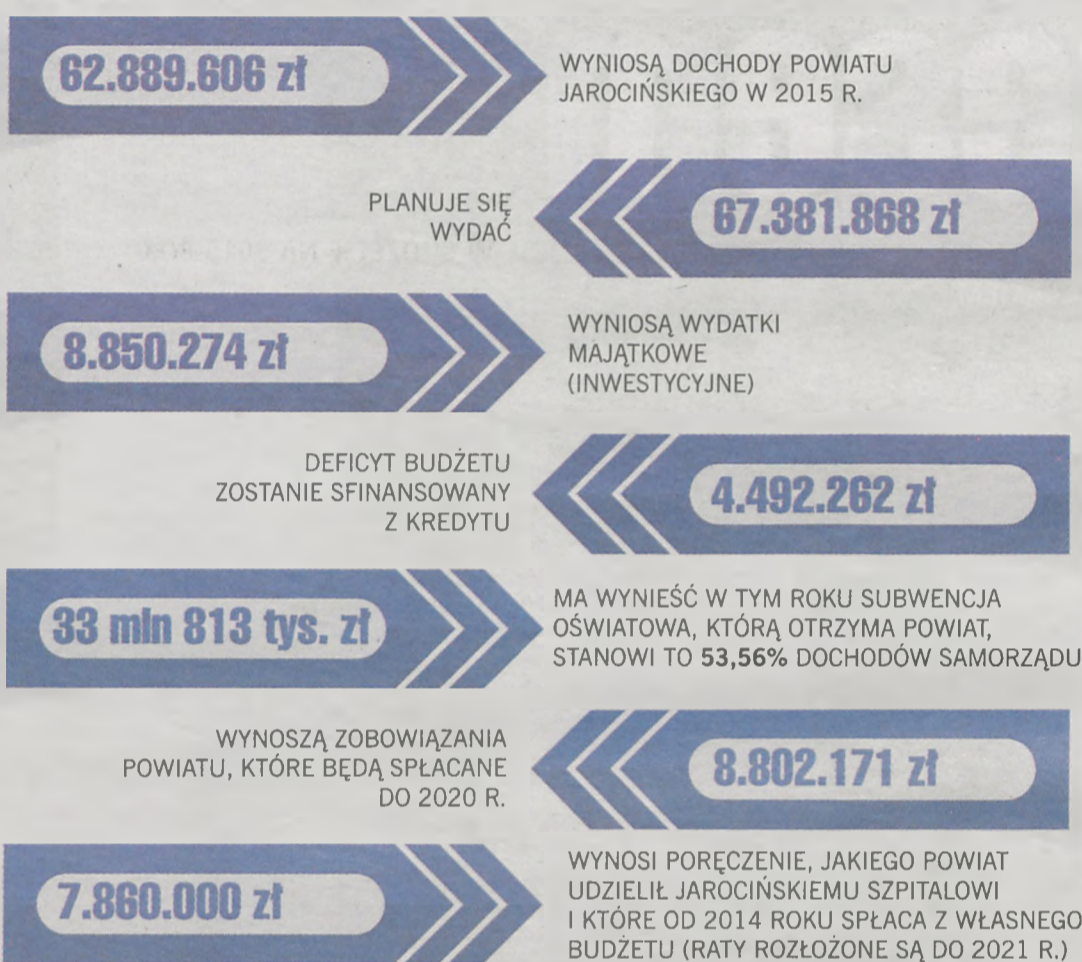 62.889.606 zł
WYNIOSĄ DOCHODY POWIATU
JAROCIŃSKIEGO W 2015 R.
PLANUJE SIĘ
WYDAĆ
67.381.868 zł
8.850.274 zł
WYNIOSĄ WYDATKI
MAJĄTKOWE
(INWESTYCYJNE)
DEFICYT BUDŻETU
ZOSTANIE SFINANSOWANY
Z KREDYTU
4.492.262 zł
33 mln 813 tys. zł
MA WYNIEŚĆ W TYM ROKU SUBWENCJA
OŚWIATOWA, KTÓRĄ OTRZYMA POWIAT,
STANOWI TO 53,56% DOCHODÓW SAMORZĄDU
WYNOSZĄ ZOBOWIĄZANIA
POWIATU, KTÓRE BĘDĄ SPŁACANE
DO 2020 R.
8.802.171 zł
7.860.000 zł
WYNOSI PORĘCZENIE, JAKIEGO POWIAT
UDZIELIŁ JAROCIŃSKIEMU SZPITALOWI
I KTÓRE OD 2014 ROKU SPŁACA Z WŁASNEGO
BUDŻETU (RATY ROZŁOŻONE SĄ DO 2021 R.)